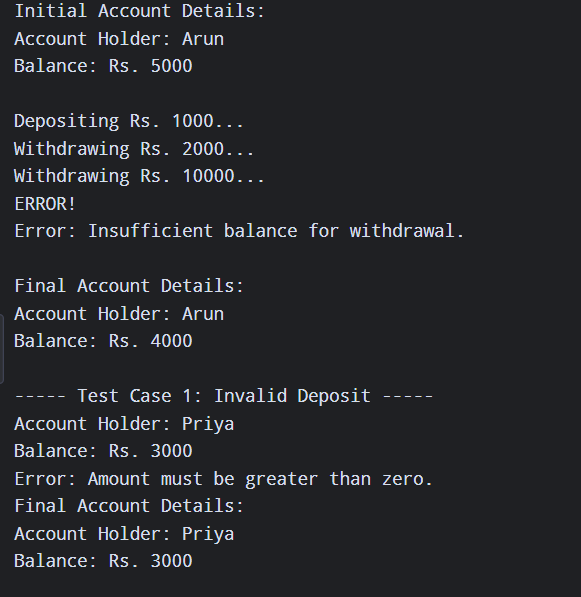 Initial Account Details:
Account Holder: Arun
Balance: Rs. 5000

Depositing Rs. 1000...
Withdrawing Rs. 2000...
Withdrawing Rs. 10000...
ERROR!
Error: Insufficient balance for withdrawal.

Final Account Details:
Account Holder: Arun
Balance: Rs. 4000

----- Test Case 1: Invalid Deposit -----
Account Holder: Priya
Balance: Rs. 3000
Error: Amount must be greater than zero.
Final Account Details:
Account Holder: Priya
Balance: Rs. 3000